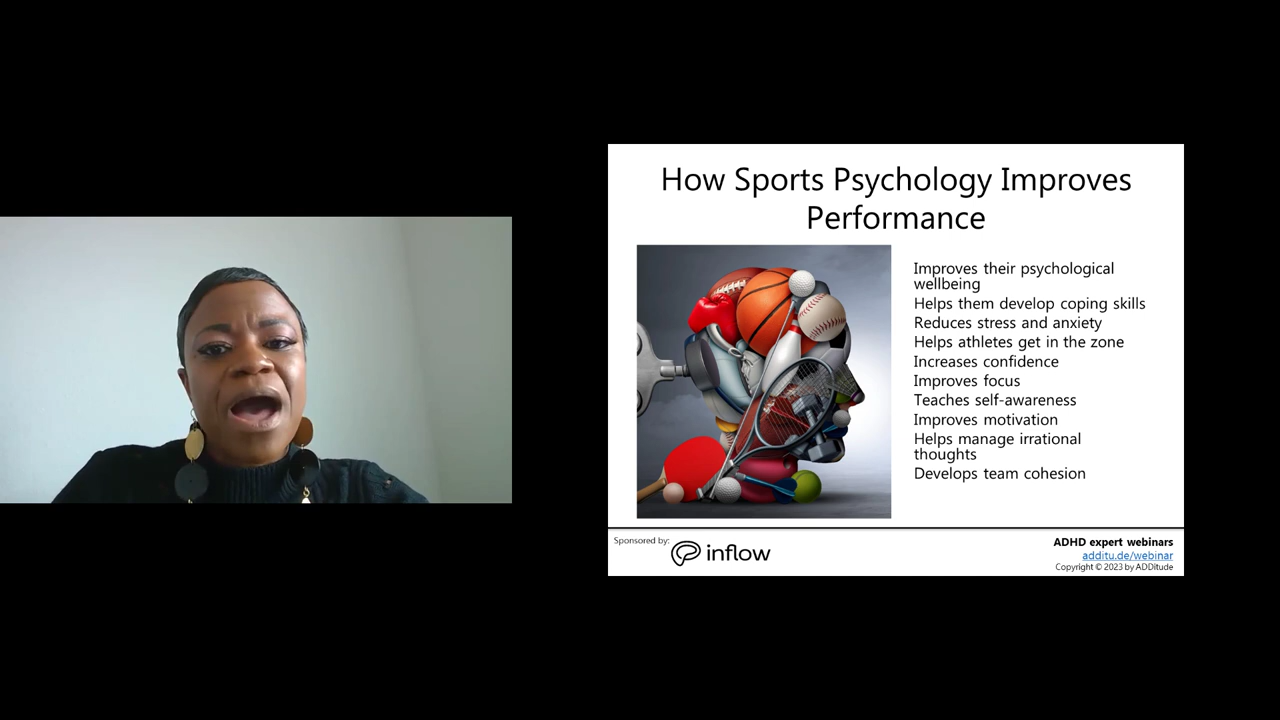 How Sports Psychology Improves
Performance
Improves their psychological
wellbeing
Helps them develop coping skills
Reduces stress and anxiety
Helps athletes get in the zone
Increases confidence
Improves focus
Teaches self-awareness
Improves motivation
Helps manage irrational
thoughts
Develops team cohesion
Sponsored by:
inflow
ADHD expert webinars
additu.de/webinar
Copyright © 2023 by ADDitude